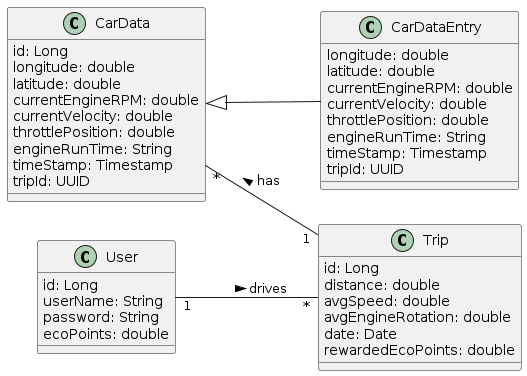 C CarData
id: Long
longitude: double
latitude: double
currentEngineRPM: double
currentVelocity: double
throttlePosition: double
engineRunTime: String
timeStamp: Timestamp
tripId: UUID
C CarDataEntry
longitude: double
latitude: double
currentEngineRPM: double
currentVelocity: double
throttlePosition: double
engineRunTime: String
timeStamp: Timestamp
tripId: UUID
*
has
1
C User
id: Long
userName: String
password: String
ecoPoints: double
1
drives
*
C Trip
id: Long
distance: double
avgSpeed: double
avgEngineRotation: double
date: Date
rewardedEcoPoints: double